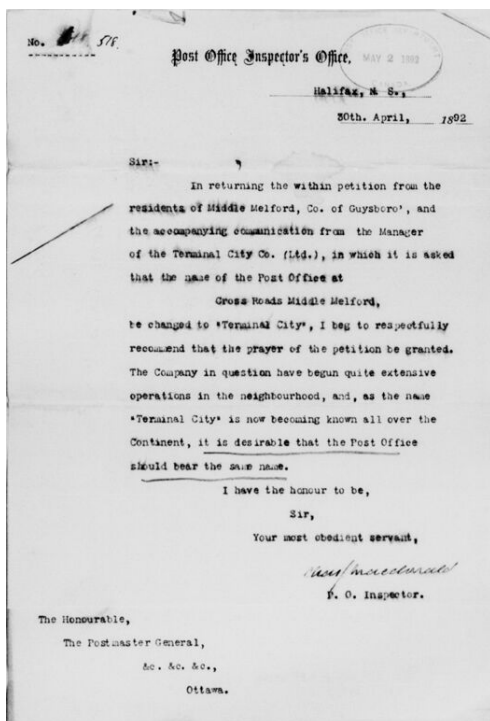 No. 518.
MAY 2 1892
CANADA
Post Office Inspector's Office,
Halifax, N S.,
30th. April, 1892
Sir:-
In returning the within petition from the
residents of Middle Melford, Co. of Guysboro', and
the accompanying communication from the Manager
of the Terminal City Co. (Ltd.), in which it is asked
that the name of the Post Office at
Cross Roads Middle Melford,
be changed to "Terminal City", I beg to respectfully
recommend that the prayer of the petition be granted.
The Company in question have begun quite extensive
operations in the neighbourhood, and, as the name
"Terminal City" is now becoming known all over the
Continent, it is desirable that the Post Office
should bear the same name.
I have the honour to be,
Sir,
Your most obedient servant,
Macdonald
P. O. Inspector.
The Honourable,
The Postmaster General,
&c. &c. &c.,
Ottawa.